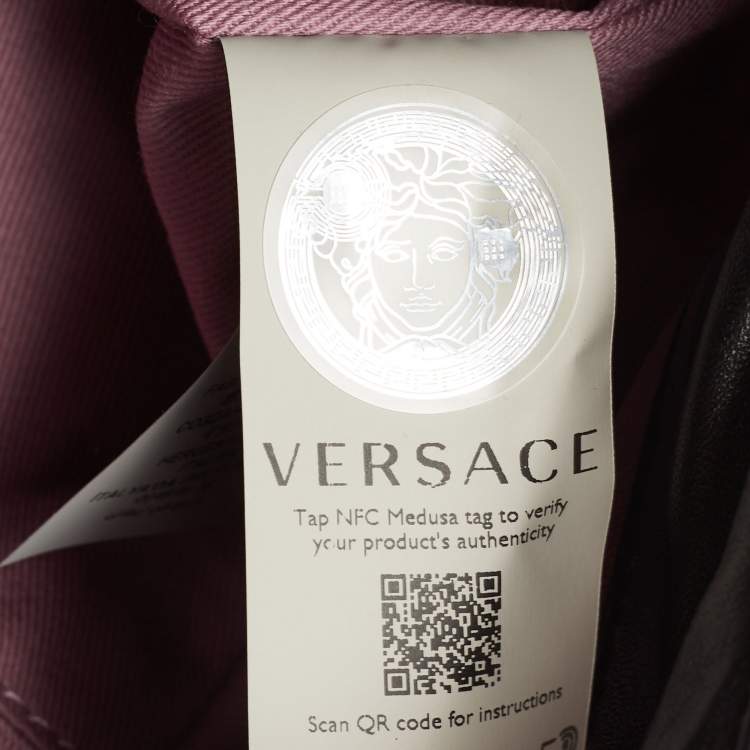 VERSACE
Tap NFC Medusa tag to verify
your product's authenticity
Scan QR code for instructions